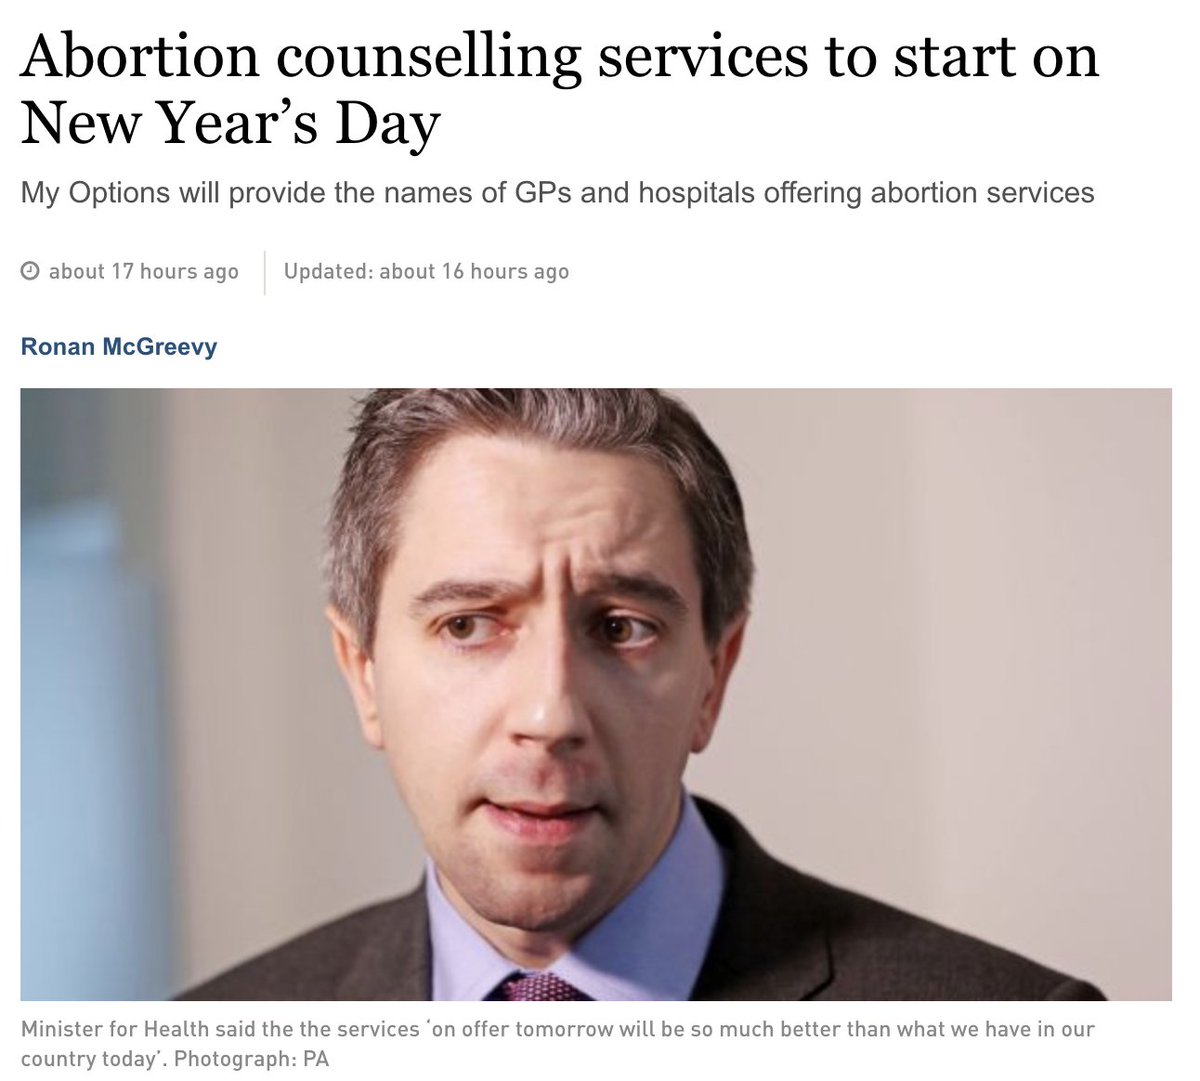 Abortion counselling services to start on
New Year’s Day
My Options will provide the names of GPs and hospitals offering abortion services
about 17 hours ago Updated: about 16 hours ago
Ronan McGreevy
Minister for Health said the the services ‘on offer tomorrow will be so much better than what we have in our
country today’. Photograph: PA